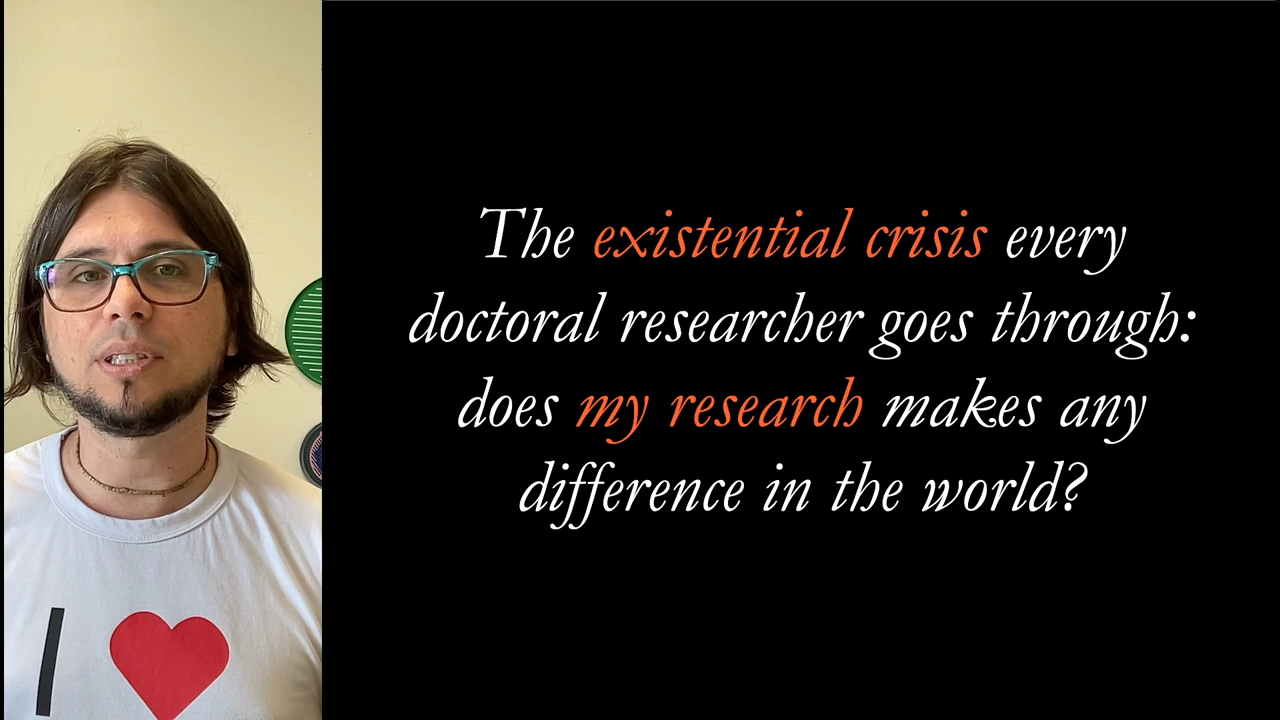 The existential crisis every
doctoral researcher goes through:
does my research makes any
difference in the world?
I